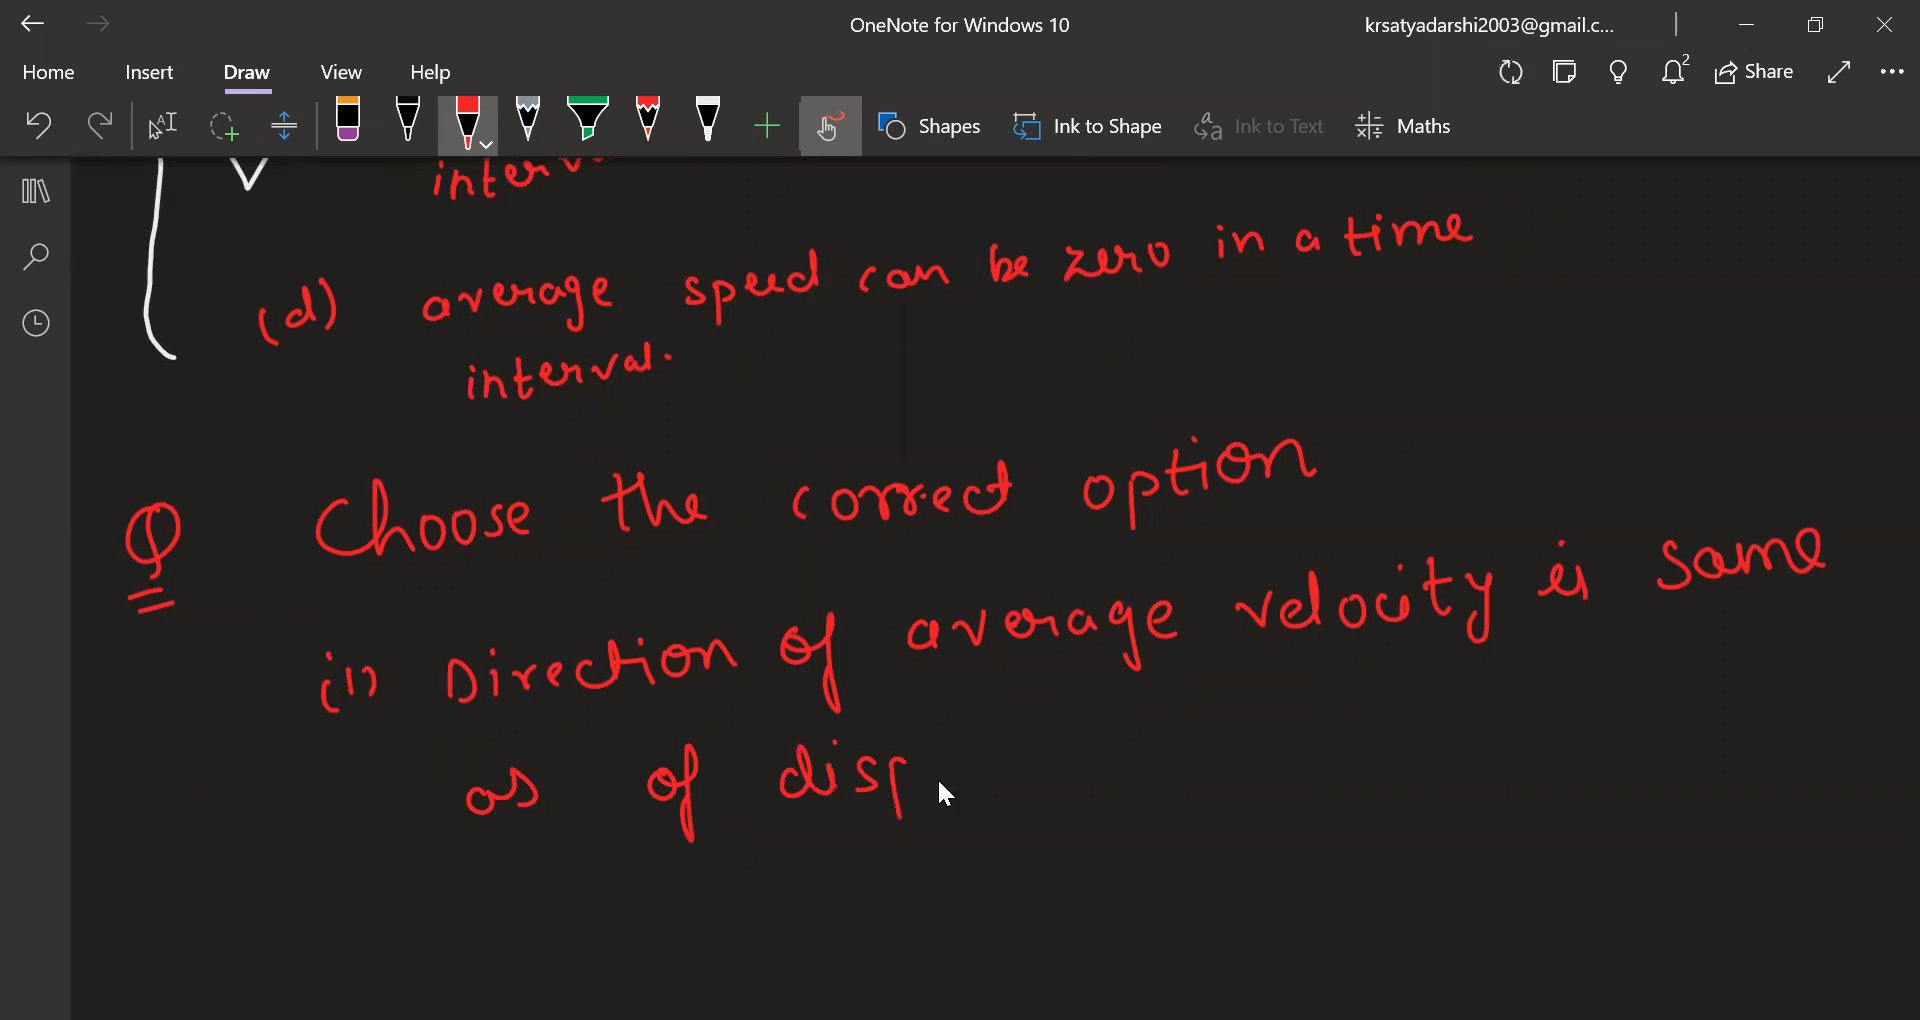 OneNote for Windows 10
krsatyadarshi2003@gmail.c...
Home Insert Draw View Help
2
Share
Shapes
Ink to Shape
Ink to Text
Maths
(d) average speed can be zero in a time
interval.
Q Choose the correct option
(i) Direction of average velocity is same
as of disp